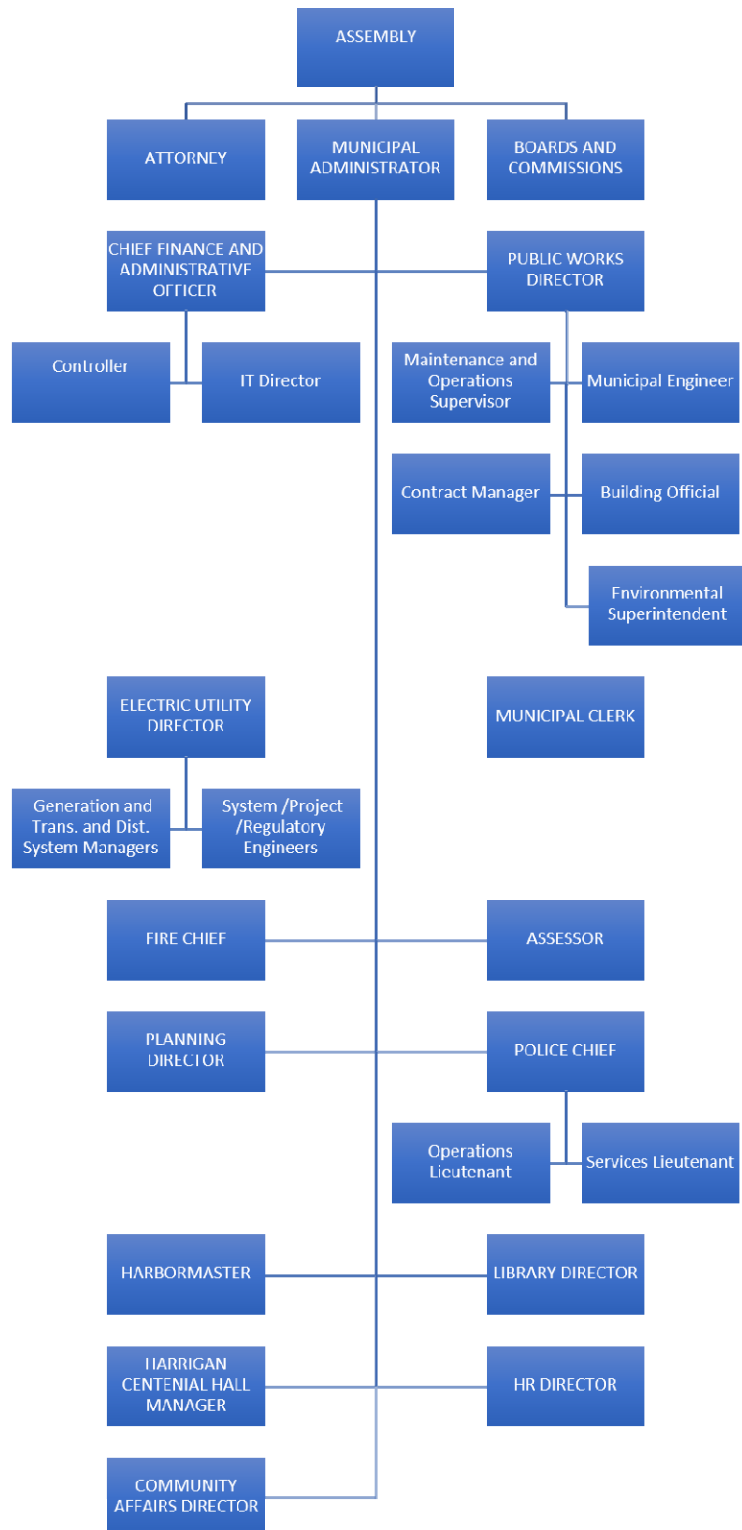 ASSEMBLY
ATTORNEY
MUNICIPAL
ADMINISTRATOR
BOARDS AND
COMMISSIONS
CHIEF FINANCE AND
ADMINISTRATIVE
OFFICER
PUBLIC WORKS
DIRECTOR
Controller
IT Director
Maintenance and
Operations
Supervisor
Municipal Engineer
Contract Manager
Building Official
Environmental
Superintendent
ELECTRIC UTILITY
DIRECTOR
MUNICIPAL CLERK
Generation and
Trans. and Dist.
System Managers
System /Project
/Regulatory
Engineers
FIRE CHIEF
ASSESSOR
PLANNING
DIRECTOR
POLICE CHIEF
Operations
Lieutenant
Services Lieutenant
HARBORMASTER
LIBRARY DIRECTOR
HARRIGAN
CENTENIAL HALL
MANAGER
HR DIRECTOR
COMMUNITY
AFFAIRS DIRECTOR